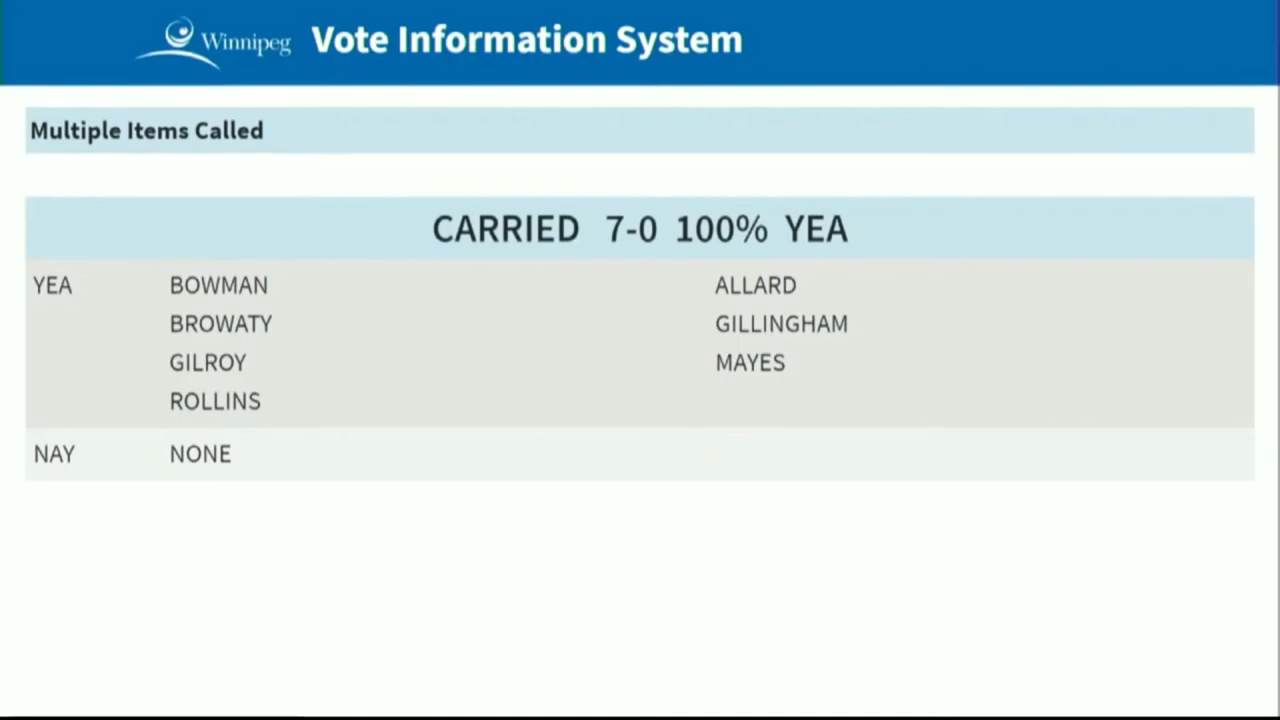 Winnipeg Vote Information System
Multiple Items Called
CARRIED 7-0 100% YEA
YEA BOWMAN ALLARD
BROWATY GILLINGHAM
GILROY MAYES
ROLLINS
NAY NONE